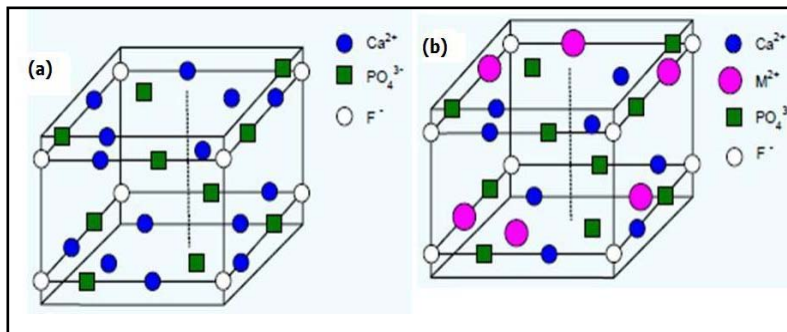 (a)
Ca²⁺
PO₄³⁻
F⁻
(b)
Ca²⁺
M²⁺
PO₄³
F⁻